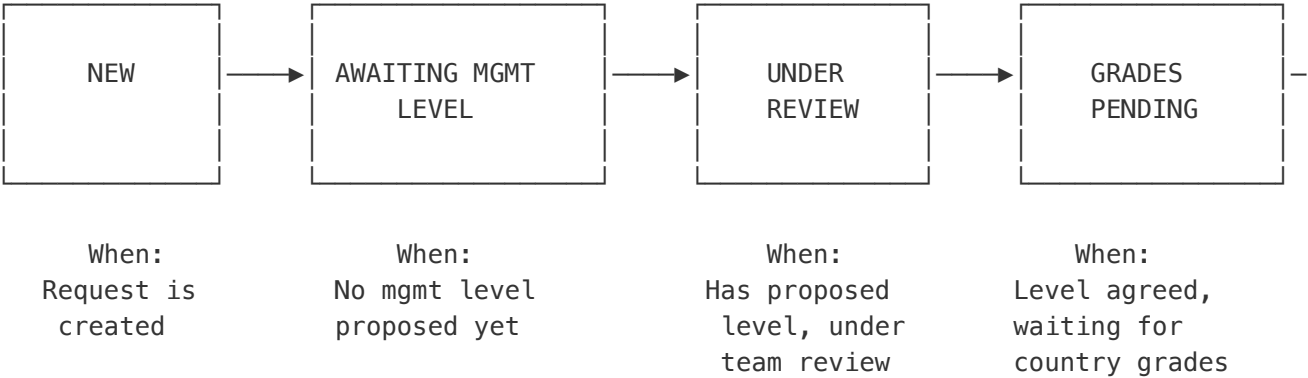 NEW
AWAITING MGMT
LEVEL
UNDER
REVIEW
GRADES
PENDING
When:
Request is
created
When:
No mgmt level
proposed yet
When:
Has proposed
level, under
team review
When:
Level agreed,
waiting for
country grades